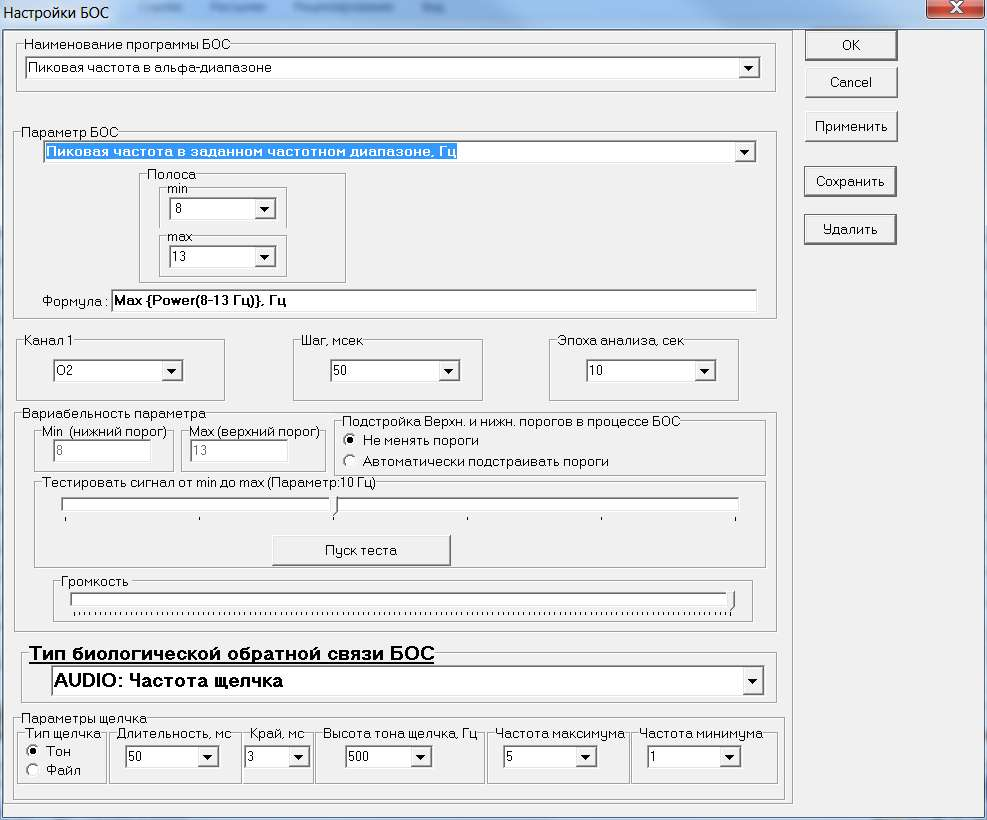 Настройки БОС
Наименование программы БОС
Пиковая частота в альфа-диапазоне
OK
Cancel
Применить
Сохранить
Удалить
Параметр БОС
Пиковая частота в заданном частотном диапазоне, Гц
Полоса
min
8
max
13
Формула : Max {Power(8-13 Гц)}, Гц
Канал 1
O2
Шаг, мсек
50
Эпоха анализа, сек
10
Вариабельность параметра
Min (нижний порог)
8
Max (верхний порог)
13
Подстройка Верхн. и нижн. порогов в процессе БОС
Не менять пороги
Автоматически подстраивать пороги
Тестировать сигнал от min до max (Параметр:10 Гц)
Пуск теста
Громкость
Тип биологической обратной связи БОС
AUDIO: Частота щелчка
Параметры щелчка
Тип щелчка
Тон
Файл
Длительность, мс
50
Край, мс
3
Высота тона щелчка, Гц
500
Частота максимума
5
Частота минимума
1